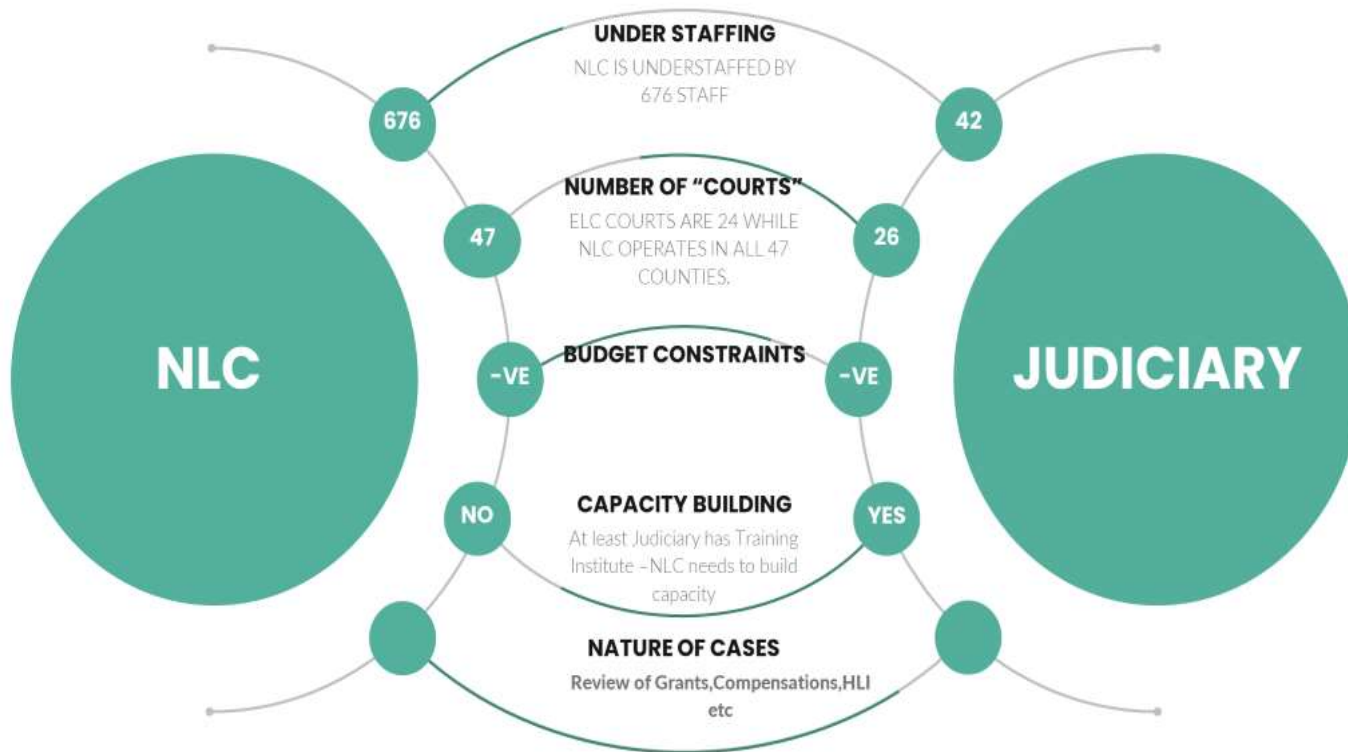 UNDER STAFFING
NLC IS UNDERSTAFFED BY
676 STAFF
676
42
NUMBER OF “COURTS”
ELC COURTS ARE 24 WHILE
NLC OPERATES IN ALL 47
COUNTIES.
47
26
NLC
JUDICIARY
BUDGET CONSTRAINTS
-VE
-VE
CAPACITY BUILDING
At least Judiciary has Training
Institute –NLC needs to build
capacity
NO
YES
NATURE OF CASES
Review of Grants,Compensations,HLI
etc